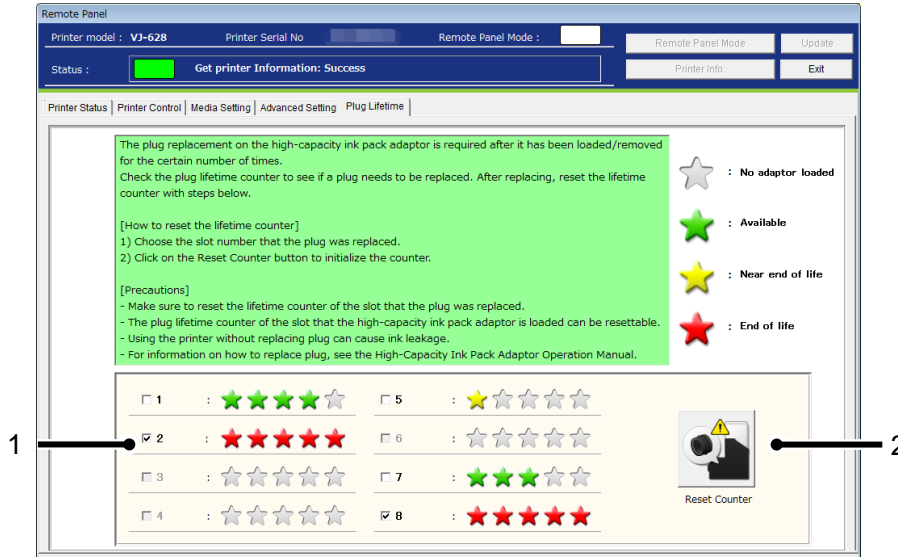 Remote Panel
Printer model : VJ-628 Printer Serial No Remote Panel Mode :
Remote Panel Mode Update
Status : Get printer Information: Success
Printer Info. Exit
Printer Status Printer Control Media Setting Advanced Setting Plug Lifetime
The plug replacement on the high-capacity ink pack adaptor is required after it has been loaded/removed
for the certain number of times.
Check the plug lifetime counter to see if a plug needs to be replaced. After replacing, reset the lifetime
counter with steps below.
[How to reset the lifetime counter]
1) Choose the slot number that the plug was replaced.
2) Click on the Reset Counter button to initialize the counter.
[Precautions]
- Make sure to reset the lifetime counter of the slot that the plug was replaced.
- The plug lifetime counter of the slot that the high-capacity ink pack adaptor is loaded can be resettable.
- Using the printer without replacing plug can cause ink leakage.
- For information on how to replace plug, see the High-Capacity Ink Pack Adaptor Operation Manual.
: No adaptor loaded
: Available
: Near end of life
: End of life
1 : 5 :
2 : 6 :
3 : 7 :
4 : 8 :
Reset Counter
1
2